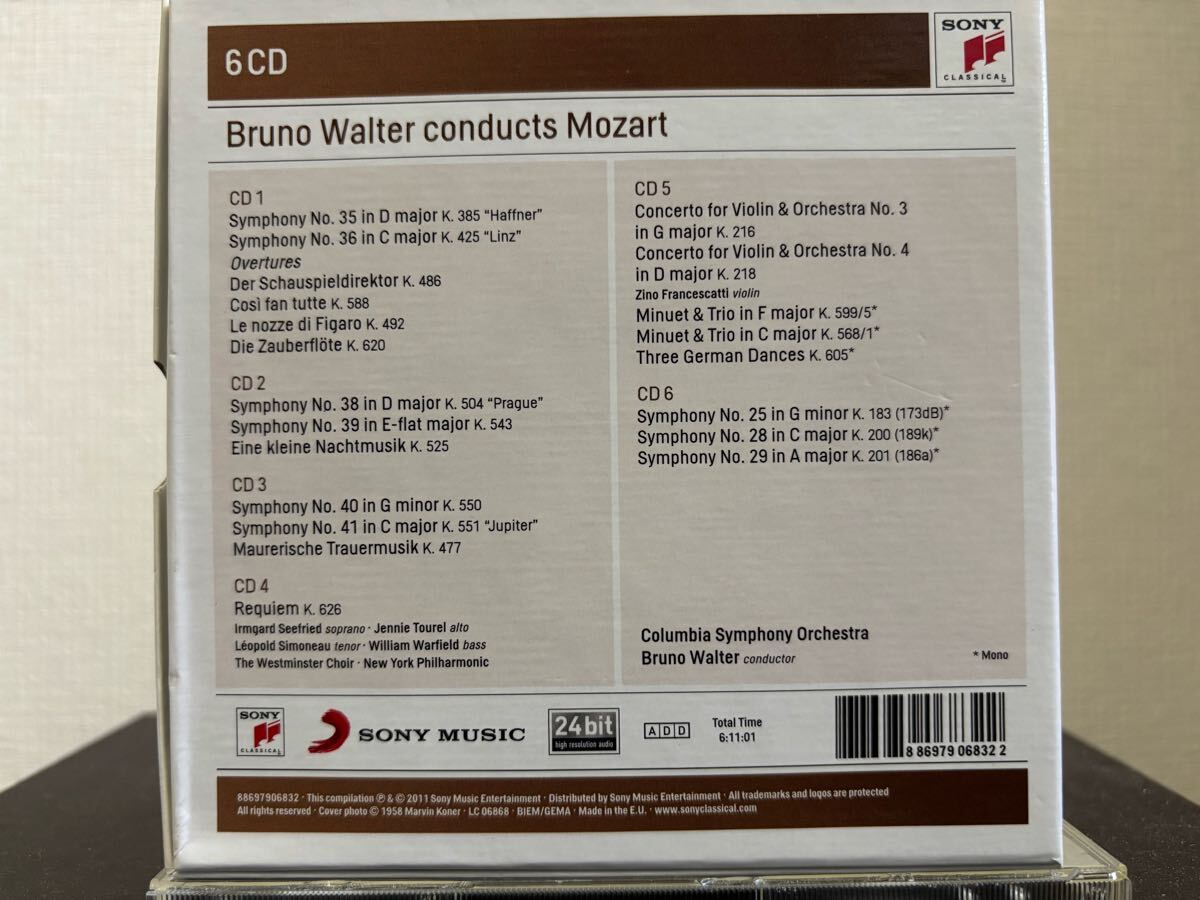 6 CD
SONY
CLASSICAL
Bruno Walter conducts Mozart
CD 1
Symphony No. 35 in D major K. 385 “Haffner”
Symphony No. 36 in C major K. 425 “Linz”
Overtures
Der Schauspieldirektor K. 486
Così fan tutte K. 588
Le nozze di Figaro K. 492
Die Zauberflöte K. 620
CD 2
Symphony No. 38 in D major K. 504 “Prague”
Symphony No. 39 in E-flat major K. 543
Eine kleine Nachtmusik K. 525
CD 3
Symphony No. 40 in G minor K. 550
Symphony No. 41 in C major K. 551 “Jupiter”
Maurerische Trauermusik K. 477
CD 4
Requiem K. 626
Irmgard Seefried soprano · Jennie Tourel alto
Léopold Simoneau tenor · William Warfield bass
The Westminster Choir · New York Philharmonic
CD 5
Concerto for Violin & Orchestra No. 3
in G major K. 216
Concerto for Violin & Orchestra No. 4
in D major K. 218
Zino Francescatti violin
Minuet & Trio in F major K. 599/5*
Minuet & Trio in C major K. 568/1*
Three German Dances K. 605*
CD 6
Symphony No. 25 in G minor K. 183 (173dB)*
Symphony No. 28 in C major K. 200 (189k)*
Symphony No. 29 in A major K. 201 (186a)*
Columbia Symphony Orchestra
Bruno Walter conductor
* Mono
SONY
CLASSICAL
SONY MUSIC
24bit
high resolution audio
A D D
Total Time
6:11:01
8 86979 06832 2
88697906832 · This compilation ℗ & © 2011 Sony Music Entertainment · Distributed by Sony Music Entertainment · All trademarks and logos are protected
All rights reserved · Cover photo © 1958 Marvin Koner · LC 06868 · BIEM/GEMA · Made in the E.U. · www.sonyclassical.com